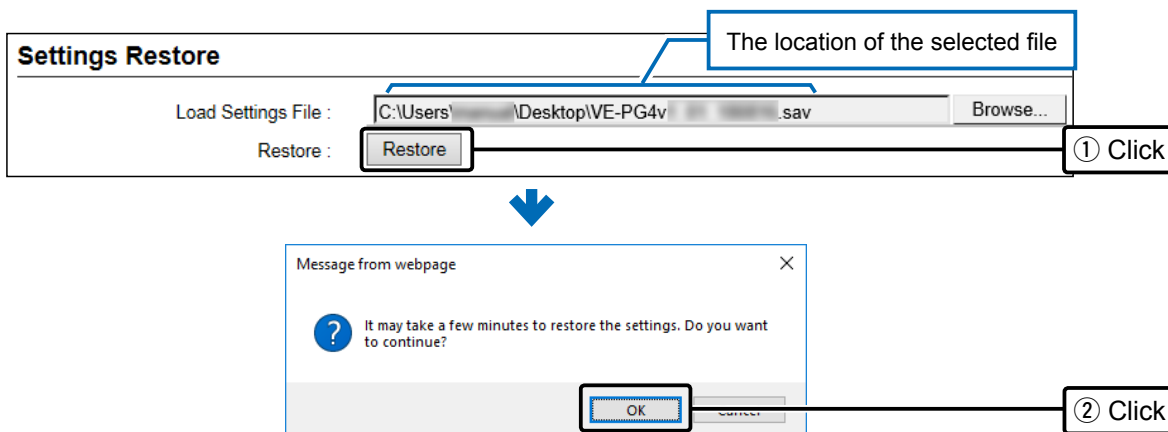 The location of the selected file
Settings Restore
Load Settings File :
C:\Users\ \Desktop\VE-PG4v .sav
Browse...
Restore :
Restore
① Click
Message from webpage
It may take a few minutes to restore the settings. Do you want
to continue?
OK
Cancel
② Click